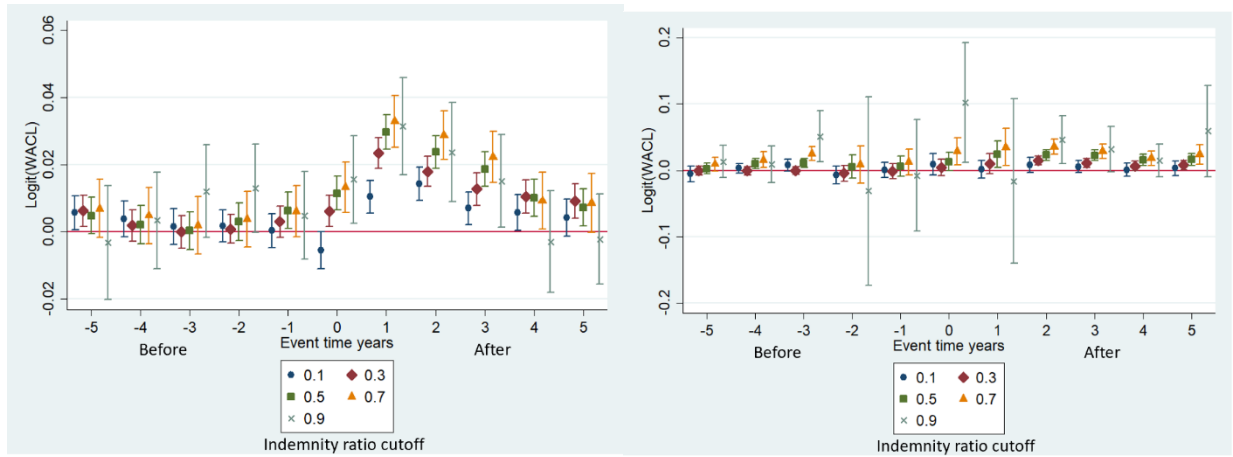 Logit(WACL)
0.06
0.04
0.02
0.00
-0.02
-5 -4 -3 -2 -1 0 1 2 3 4 5
Before Event time years After
0.1 0.3
0.5 0.7
0.9
Indemnity ratio cutoff
Logit(WACL)
0.2
0.1
0.0
-0.1
-0.2
-5 -4 -3 -2 -1 0 1 2 3 4 5
Before Event time years After
0.1 0.3
0.5 0.7
0.9
Indemnity ratio cutoff